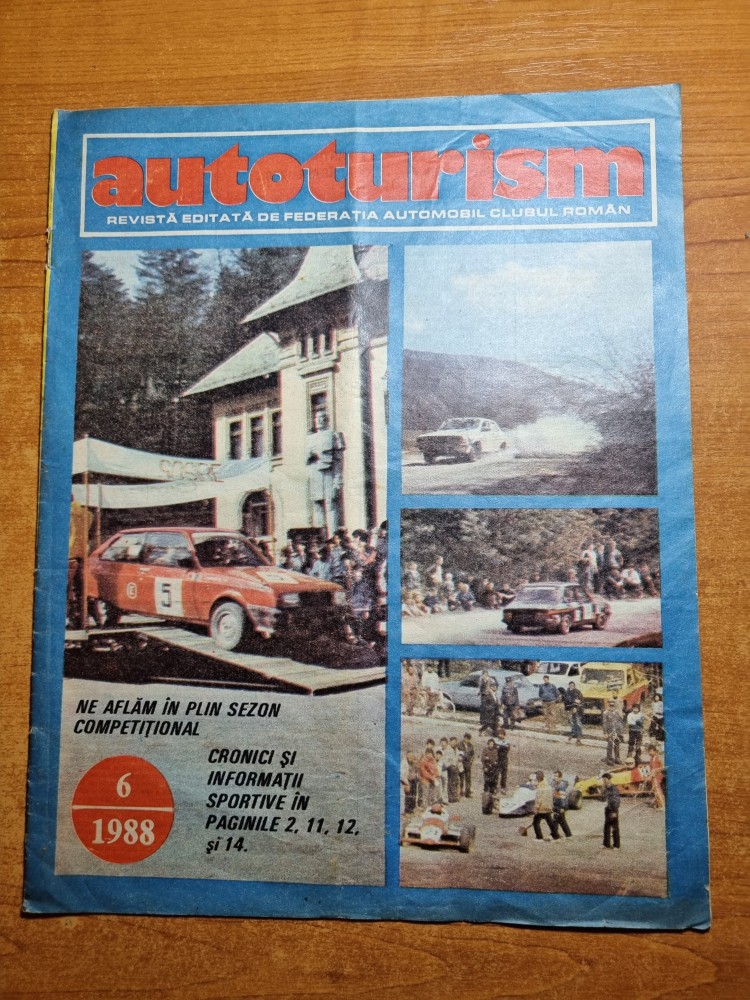 autoturism
REVISTĂ EDITATĂ DE FEDERAȚIA AUTOMOBIL CLUBUL ROMÂN
5
NE AFLĂM ÎN PLIN SEZON
COMPETIȚIONAL
CRONICI ȘI
INFORMAȚII
SPORTIVE ÎN
PAGINILE 2, 11, 12,
și 14.
6
1988